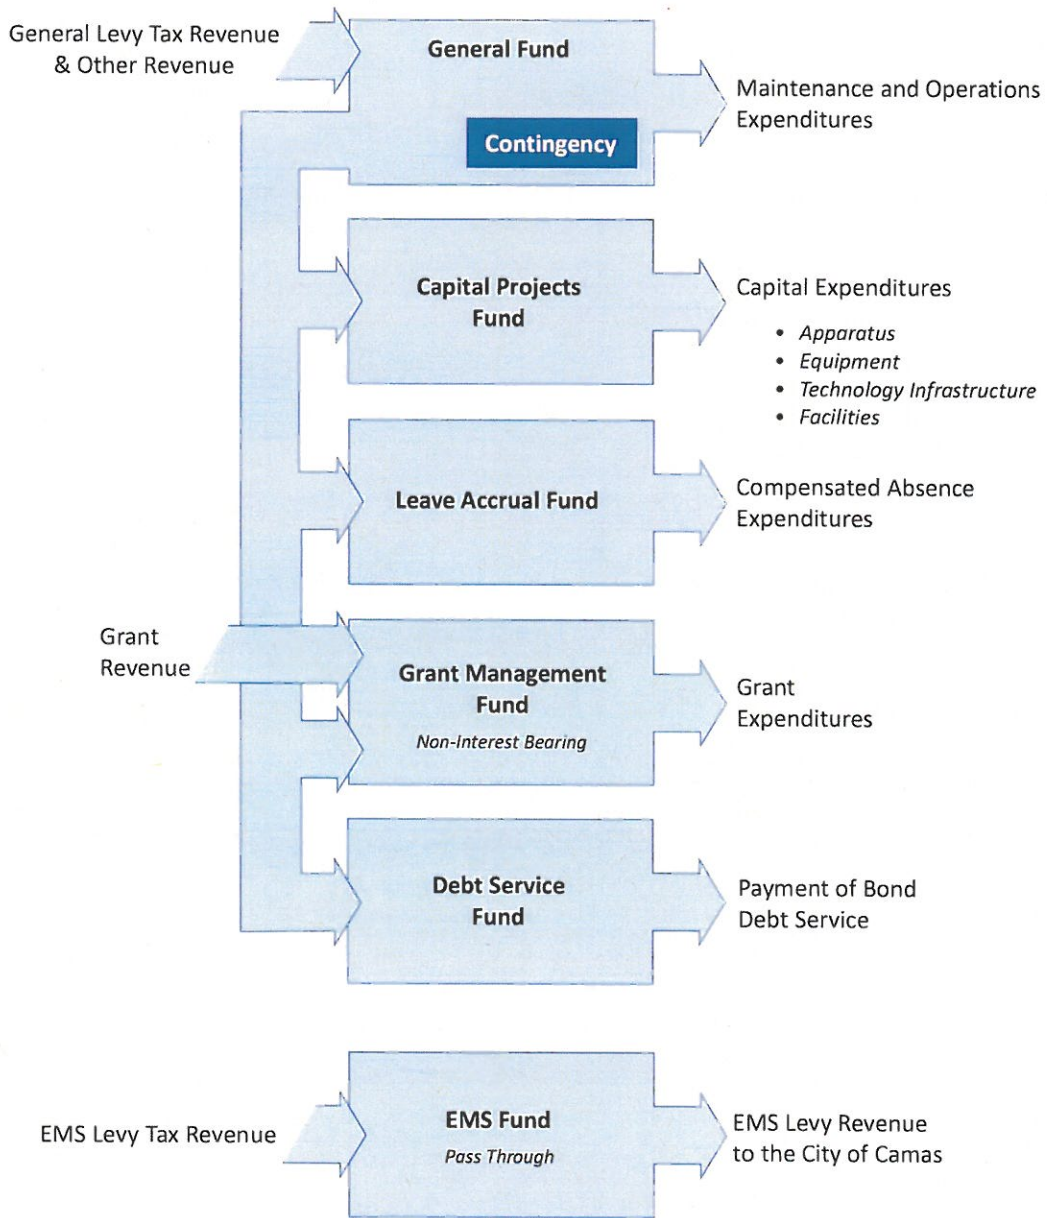 General Levy Tax Revenue
& Other Revenue
General Fund
Contingency
Maintenance and Operations
Expenditures
Capital Projects
Fund
Capital Expenditures
• Apparatus
• Equipment
• Technology Infrastructure
• Facilities
Leave Accrual Fund
Compensated Absence
Expenditures
Grant
Revenue
Grant Management
Fund
Non-Interest Bearing
Grant
Expenditures
Debt Service
Fund
Payment of Bond
Debt Service
EMS Levy Tax Revenue
EMS Fund
Pass Through
EMS Levy Revenue
to the City of Camas